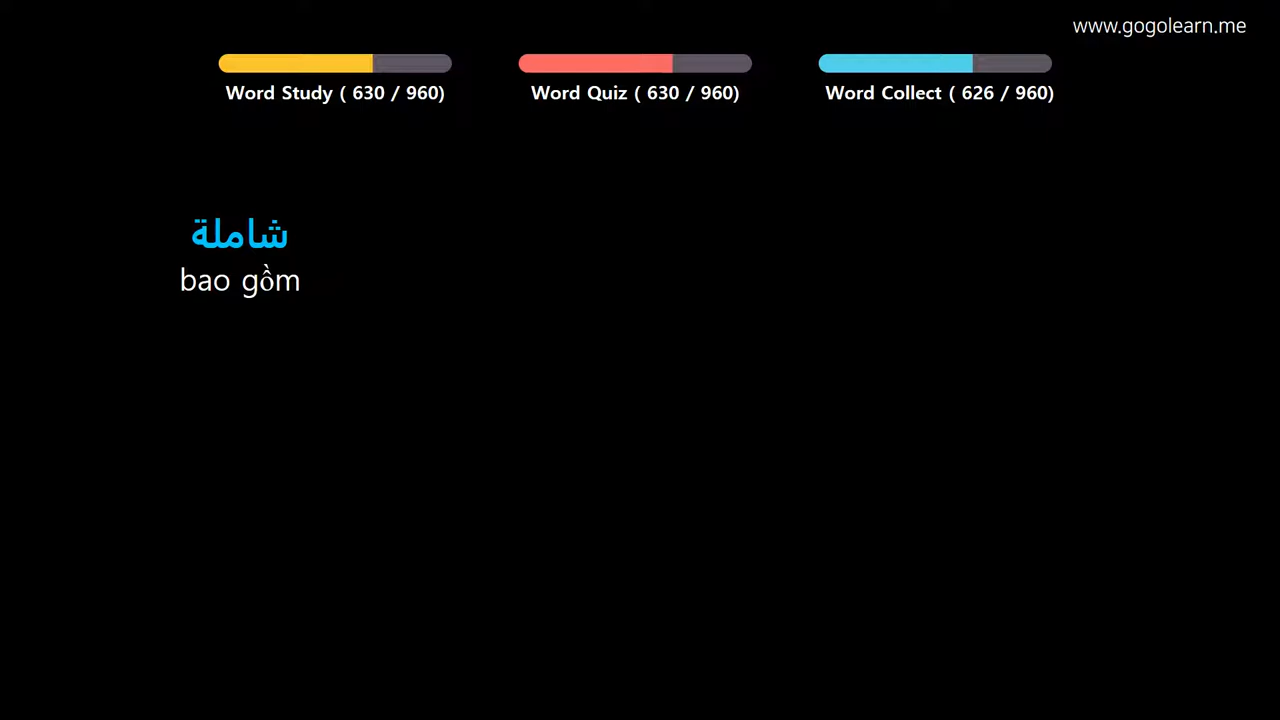 www.gogolearn.me
Word Study ( 630 / 960)
Word Quiz ( 630 / 960)
Word Collect ( 626 / 960)
شاملة
bao gồm